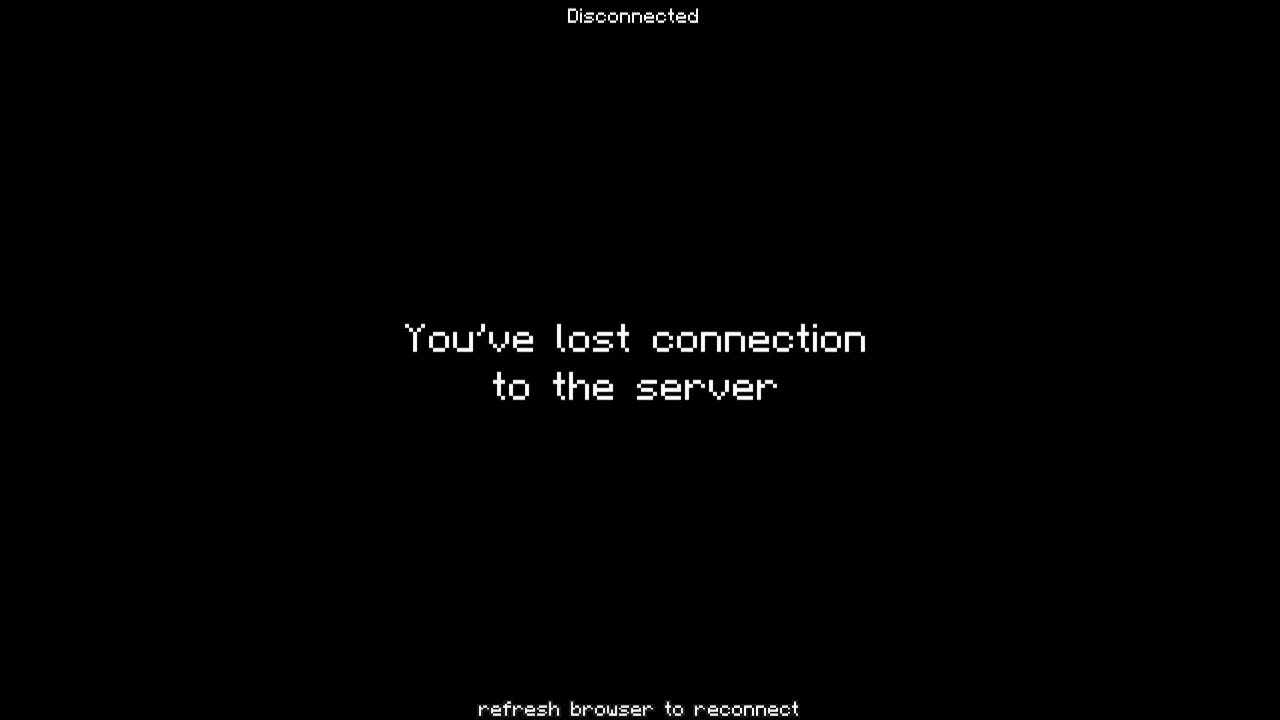 Disconnected
You've lost connection
to the server
refresh browser to reconnect